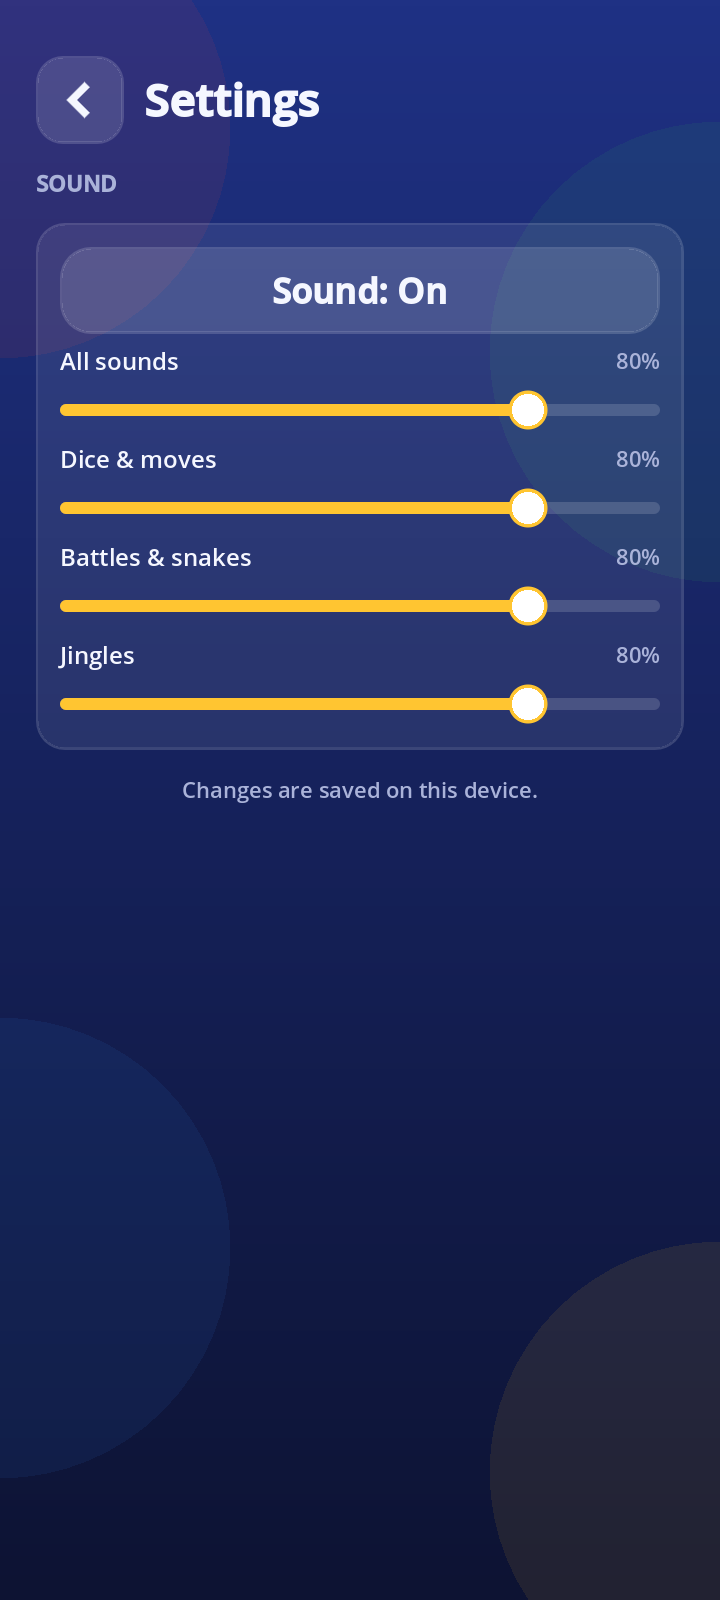 Settings
SOUND
Sound: On
All sounds 80%
Dice & moves 80%
Battles & snakes 80%
Jingles 80%
Changes are saved on this device.